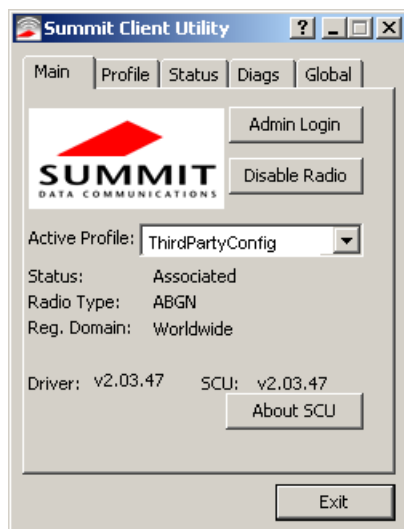 Summit Client Utility
Main Profile Status Diags Global
Admin Login
SUMMIT
DATA COMMUNICATIONS
Disable Radio
Active Profile: ThirdPartyConfig
Status: Associated
Radio Type: ABGN
Reg. Domain: Worldwide
Driver: v2.03.47 SCU: v2.03.47
About SCU
Exit